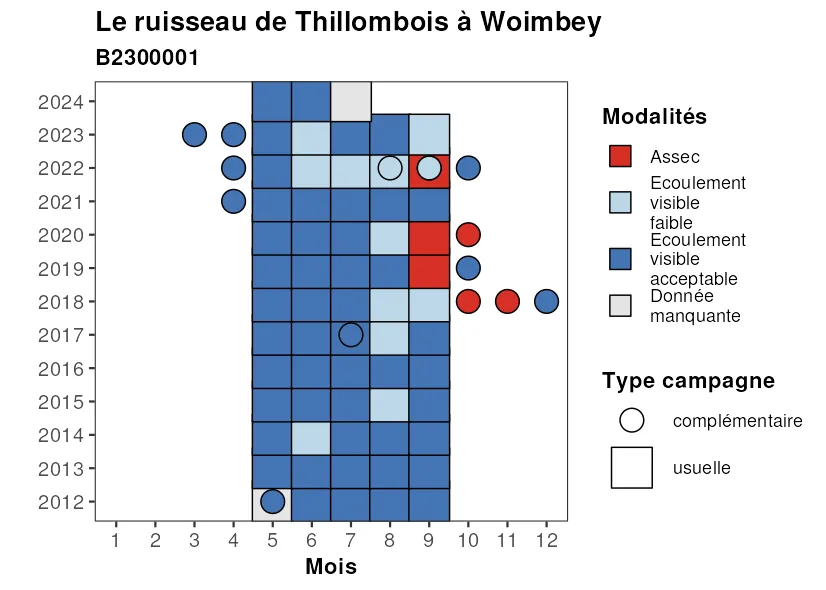 Le ruisseau de Thillombois à Woimbey
B2300001
2024
2023
2022
2021
2020
2019
2018
2017
2016
2015
2014
2013
2012
1 2 3 4 5 6 7 8 9 10 11 12
Mois
Modalités
Assec
Ecoulement
visible
faible
Ecoulement
visible
acceptable
Donnée
manquante
Type campagne
complémentaire
usuelle